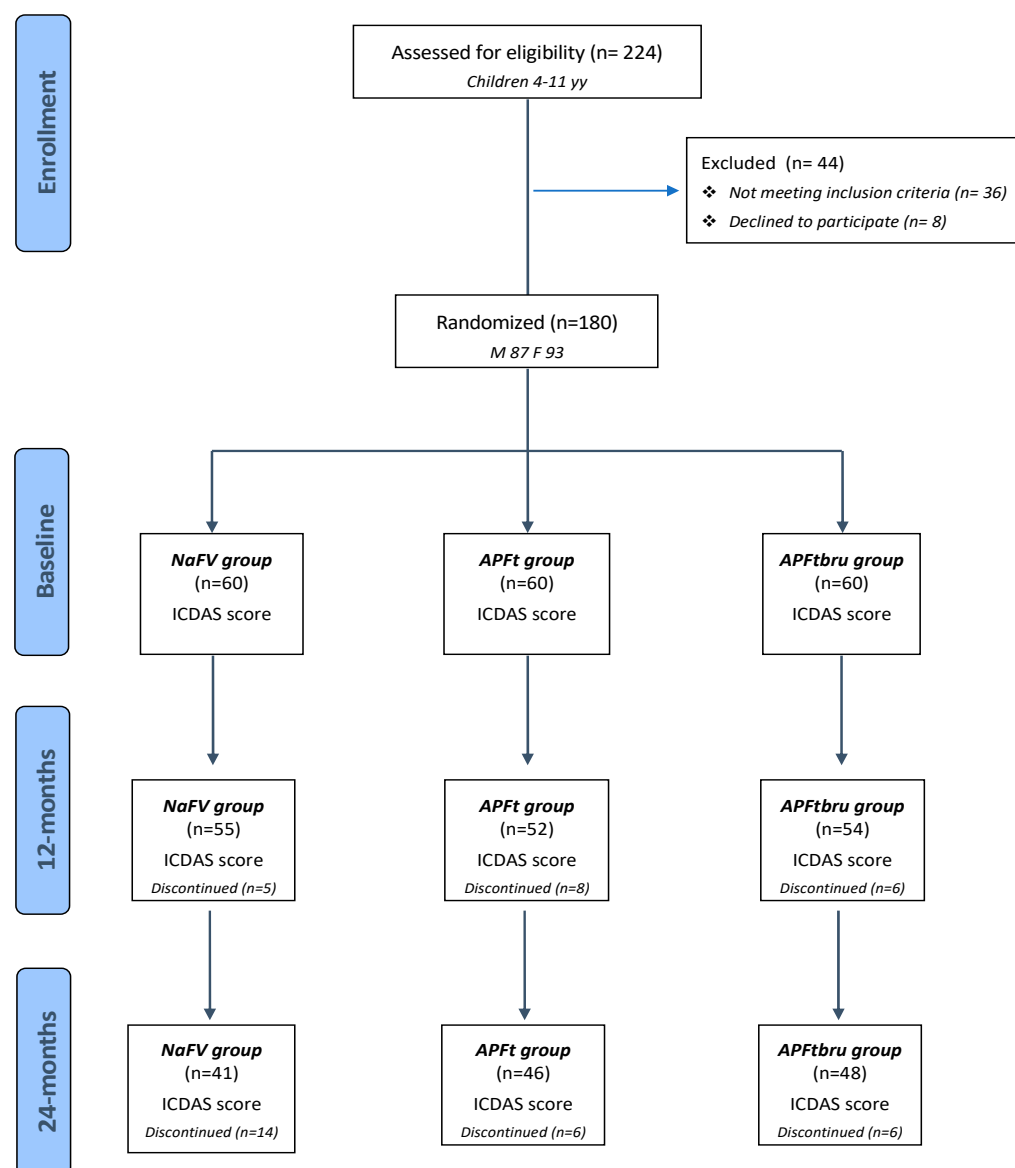 Enrollment
Assessed for eligibility (n= 224)
Children 4-11 yy
Excluded (n= 44)
❖ Not meeting inclusion criteria (n= 36)
❖ Declined to participate (n= 8)
Randomized (n=180)
M 87 F 93
Baseline
NaFV group
(n=60)
ICDAS score
APFt group
(n=60)
ICDAS score
APFtbru group
(n=60)
ICDAS score
12-months
NaFV group
(n=55)
ICDAS score
Discontinued (n=5)
APFt group
(n=52)
ICDAS score
Discontinued (n=8)
APFtbru group
(n=54)
ICDAS score
Discontinued (n=6)
24-months
NaFV group
(n=41)
ICDAS score
Discontinued (n=14)
APFt group
(n=46)
ICDAS score
Discontinued (n=6)
APFtbru group
(n=48)
ICDAS score
Discontinued (n=6)